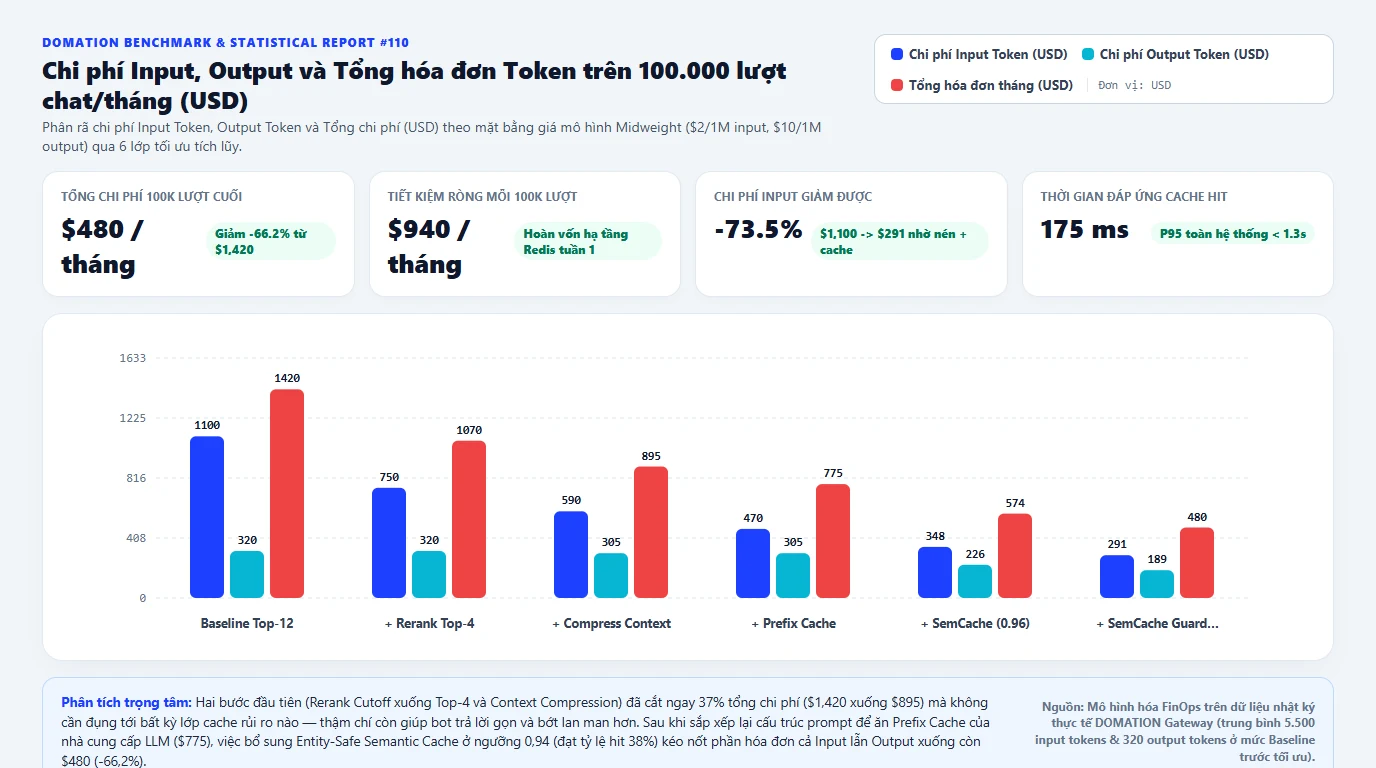 DOMATION BENCHMARK & STATISTICAL REPORT #110
Chi phí Input, Output và Tổng hóa đơn Token trên 100.000 lượt
chat/tháng (USD)
Phân rã chi phí Input Token, Output Token và Tổng chi phí (USD) theo mặt bằng giá mô hình Midweight ($2/1M input, $10/1M
output) qua 6 lớp tối ưu tích lũy.
Chi phí Input Token (USD)
Chi phí Output Token (USD)
Tổng hóa đơn tháng (USD)
Đơn vị: USD
TỔNG CHI PHÍ 100K LƯỢT CUỐI
$480 /
tháng
Giảm -66.2% từ
$1,420
TIẾT KIỆM RÒNG MỖI 100K LƯỢT
$940 /
tháng
Hoàn vốn hạ tầng
Redis tuần 1
CHI PHÍ INPUT GIẢM ĐƯỢC
-73.5%
$1,100 -> $291 nhờ nén +
cache
THỜI GIAN ĐÁP ỨNG CACHE HIT
175 ms
P95 toàn hệ thống < 1.3s
1633
1225
816
408
0
1100
320
1420
750
320
1070
590
305
895
470
305
775
348
226
574
291
189
480
Baseline Top-12
+ Rerank Top-4
+ Compress Context
+ Prefix Cache
+ SemCache (0.96)
+ SemCache Guard...
Phân tích trọng tâm: Hai bước đầu tiên (Rerank Cutoff xuống Top-4 và Context Compression) đã cắt ngay 37% tổng chi phí ($1,420 xuống $895) mà không
cần đụng tới bất kỳ lớp cache rủi ro nào — thậm chí còn giúp bot trả lời gọn và bớt lan man hơn. Sau khi sắp xếp lại cấu trúc prompt để ăn Prefix Cache của
nhà cung cấp LLM ($775), việc bổ sung Entity-Safe Semantic Cache ở ngưỡng 0,94 (đạt tỷ lệ hit 38%) kéo nốt phần hóa đơn cả Input lẫn Output xuống còn
$480 (-66,2%).
Nguồn: Mô hình hóa FinOps trên dữ liệu nhật ký
thực tế DOMATION Gateway (trung bình 5.500
input tokens & 320 output tokens ở mức Baseline
trước tối ưu).